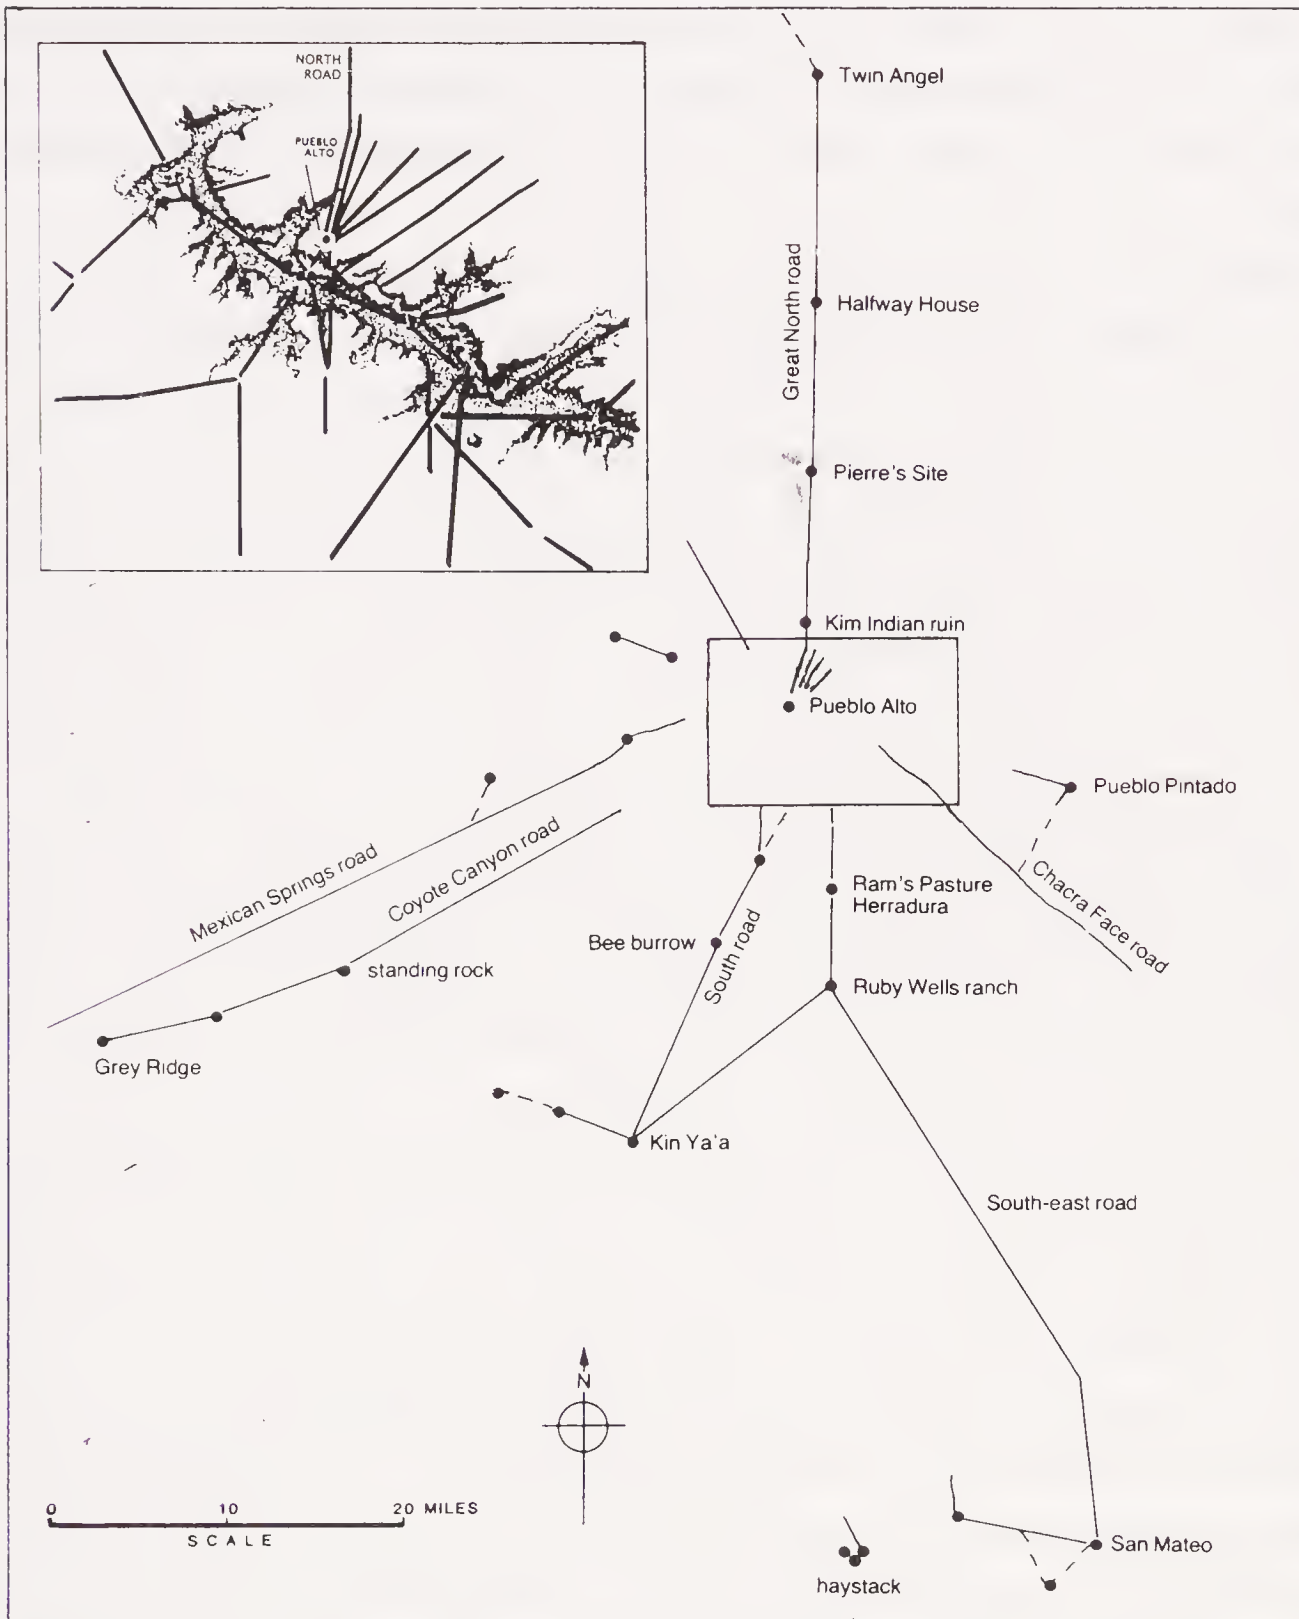 NORTH
ROAD
PUEBLO
ALTO
Twin Angel
Great North road
Halfway House
Pierre's Site
Kim Indian ruin
Pueblo Alto
Pueblo Pintado
Mexican Springs road
Coyote Canyon road
Chacra Face road
Ram's Pasture
Herradura
Bee burrow
South road
standing rock
Ruby Wells ranch
Grey Ridge
Kin Ya'a
South-east road
N
0 10 20 MILES
SCALE
San Mateo
haystack